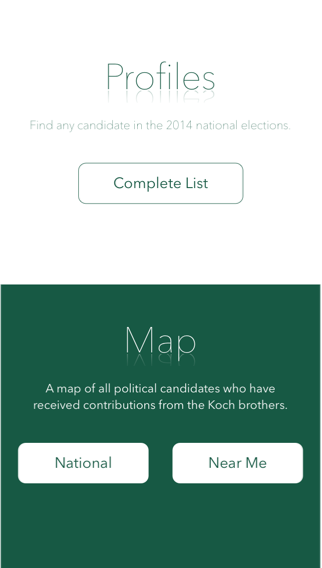 Profiles
Find any candidate in the 2014 national elections.
Complete List
Map
A map of all political candidates who have
received contributions from the Koch brothers.
National
Near Me